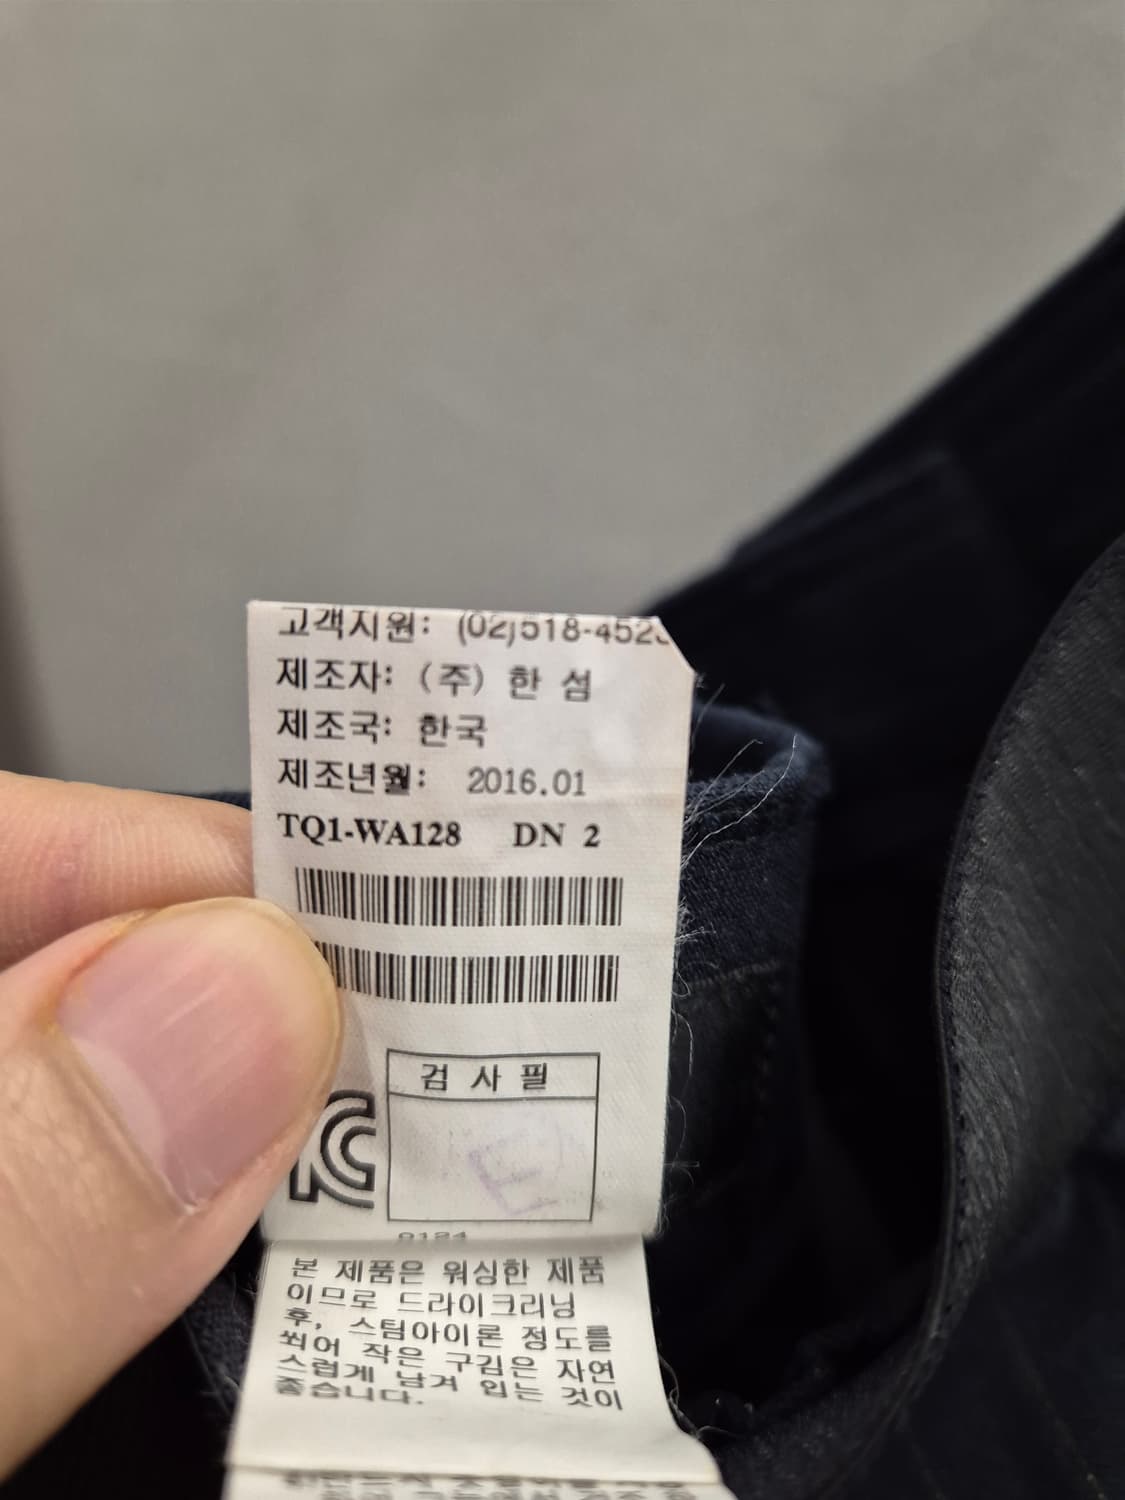 고객지원: (02)518-452
제조자: (주) 한 섬
제조국: 한국
제조년월: 2016.01
TQ1-WA128 DN 2
검 사 필
본 제품은 워싱한 제품
이므로 드라이크리닝
후, 스팀아이론 정도를
쐬어 작은 구김은 자연
스럽게 남겨 입는 것이
좋습니다.